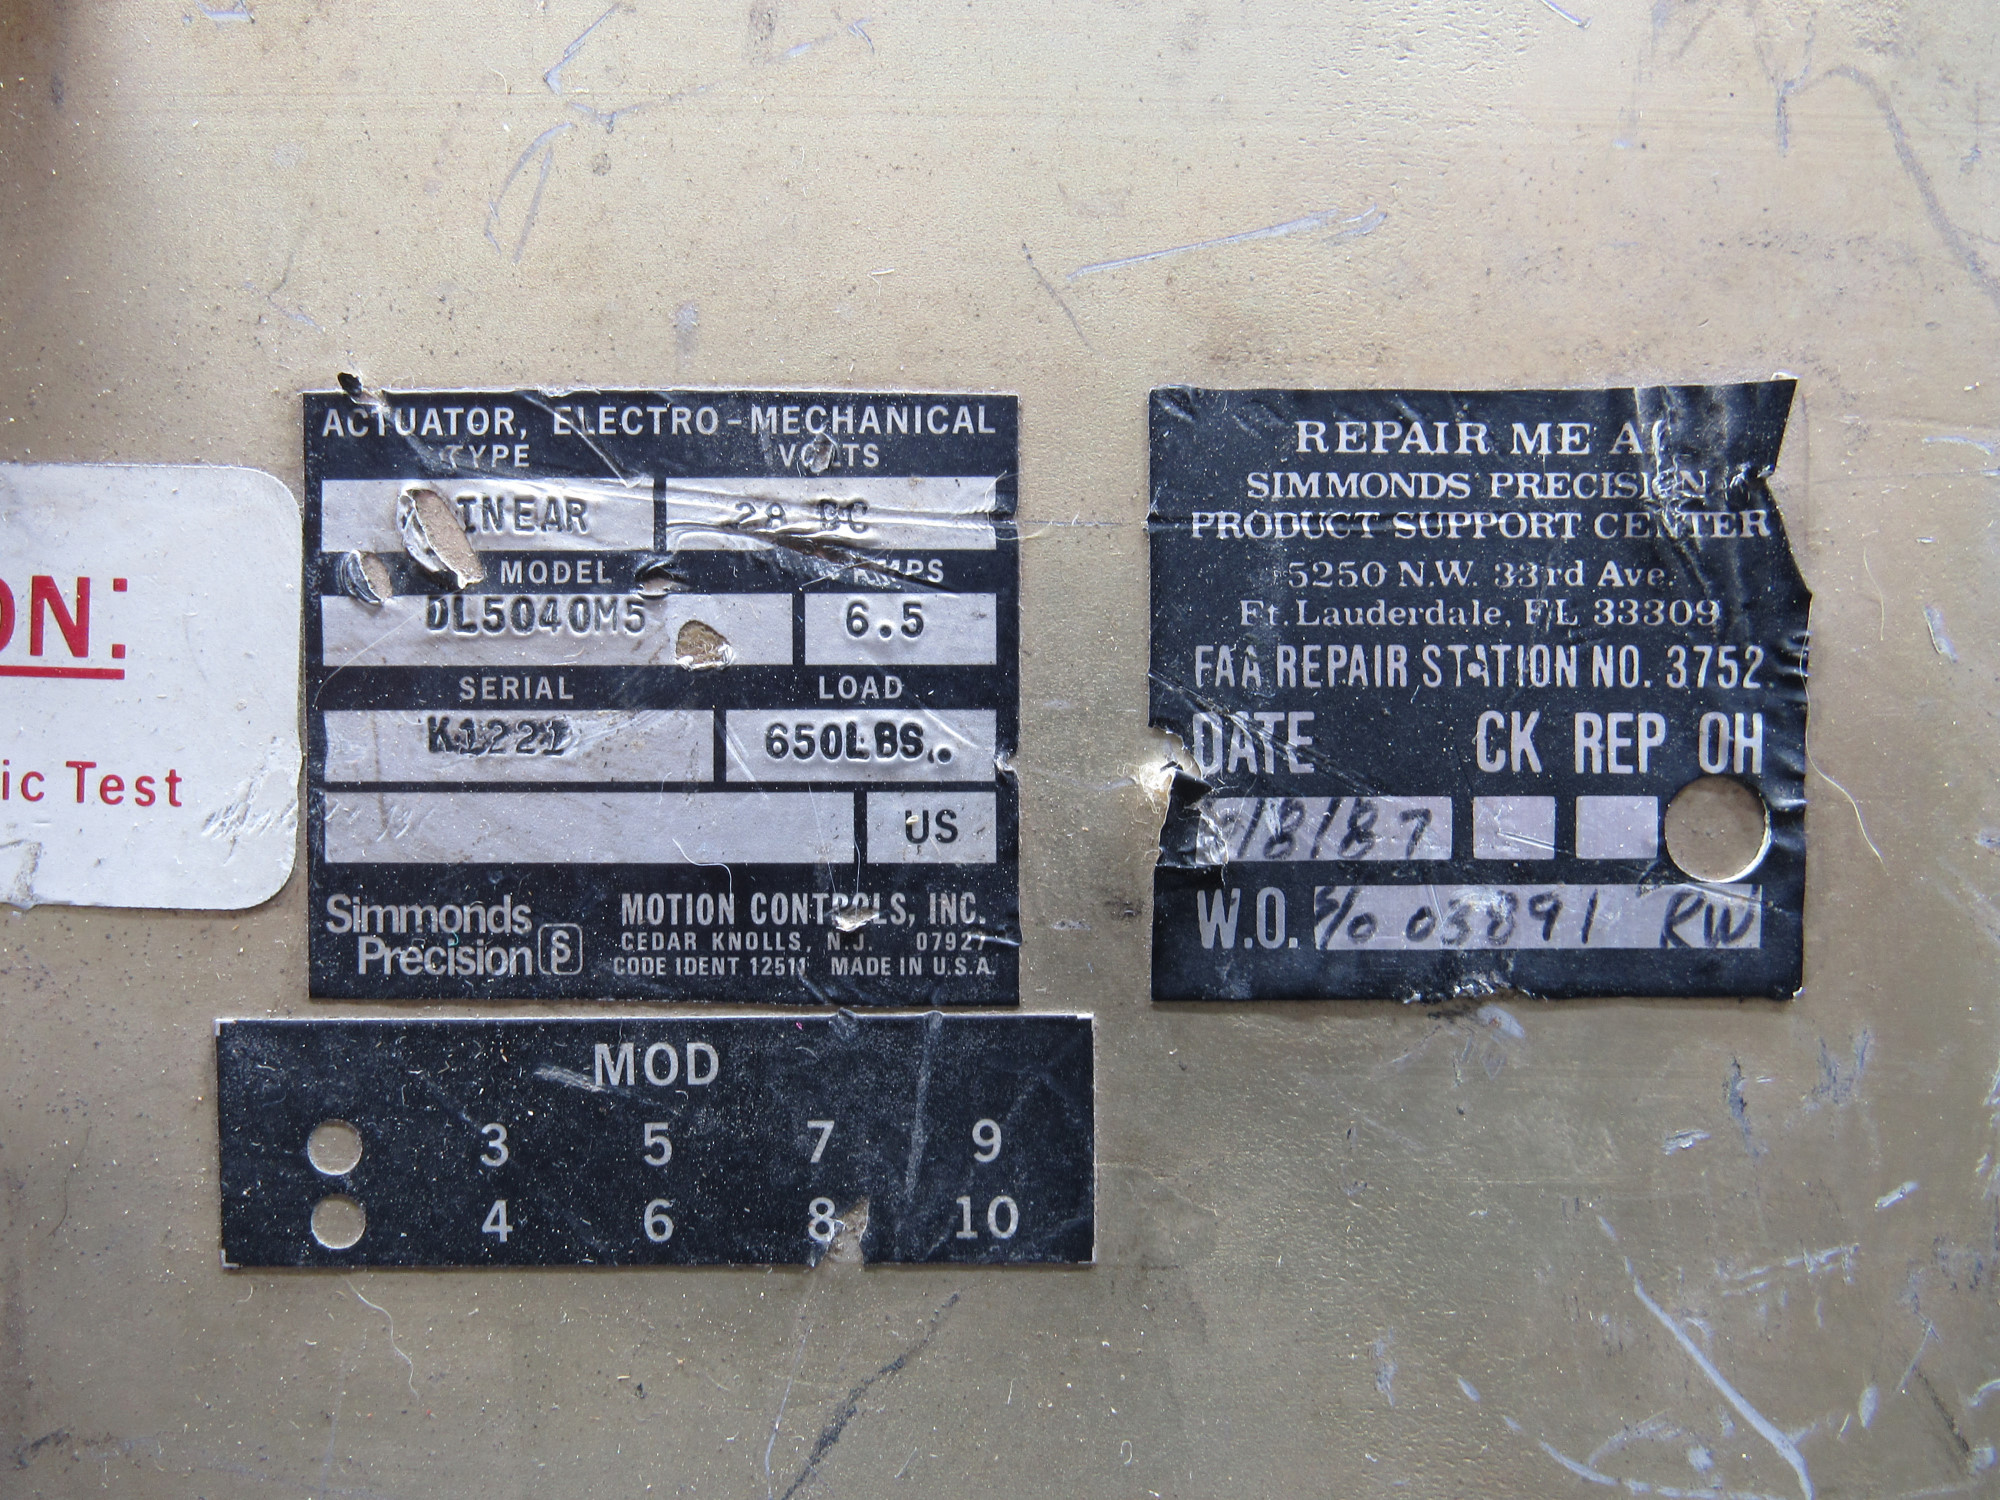 ON:
ic Test
ACTUATOR, ELECTRO-MECHANICAL
TYPE VOLTS
INEAR 28 DC
MODEL AMPS
DL5040M5 6.5
SERIAL LOAD
K1221 650LBS..
US
Simmonds
Precision S
MOTION CONTROLS, INC.
CEDAR KNOLLS, N.J. 07927
CODE IDENT 12511 MADE IN U.S.A.
MOD
3 5 7 9
4 6 8 10
REPAIR ME A
SIMMONDS PRECISION
PRODUCT SUPPORT CENTER
5250 N.W. 33rd Ave.
Ft. Lauderdale, FL 33309
FAA REPAIR STATION NO. 3752
DATE CK REP OH
/8/87
W.O. S/O 03891 RW